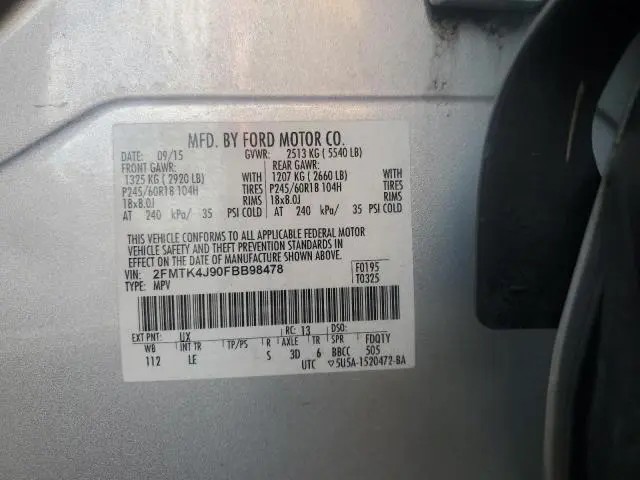 MFD. BY FORD MOTOR CO.
DATE: 09/15 GVWR: 2513 KG ( 5540 LB)
FRONT GAWR: REAR GAWR:
1325 KG ( 2920 LB) WITH 1207 KG ( 2660 LB) WITH
P245/60R18 104H TIRES P245/60R18 104H TIRES
18x8.0J RIMS 18x8.0J RIMS
AT 240 kPa/ 35 PSI COLD AT 240 kPa/ 35 PSI COLD
THIS VEHICLE CONFORMS TO ALL APPLICABLE FEDERAL MOTOR
VEHICLE SAFETY AND THEFT PREVENTION STANDARDS IN
EFFECT ON THE DATE OF MANUFACTURE SHOWN ABOVE.
VIN: 2FMTK4J90FBB98478 F0195
TYPE: MPV T0325
EXT PNT: UX RC: 13 DSO:
WB INT TR TP/PS R AXLE TR SPR FDQTY
112 LE S 3D 6 BBCC 505
UTC ▽5U5A-1520472-BA